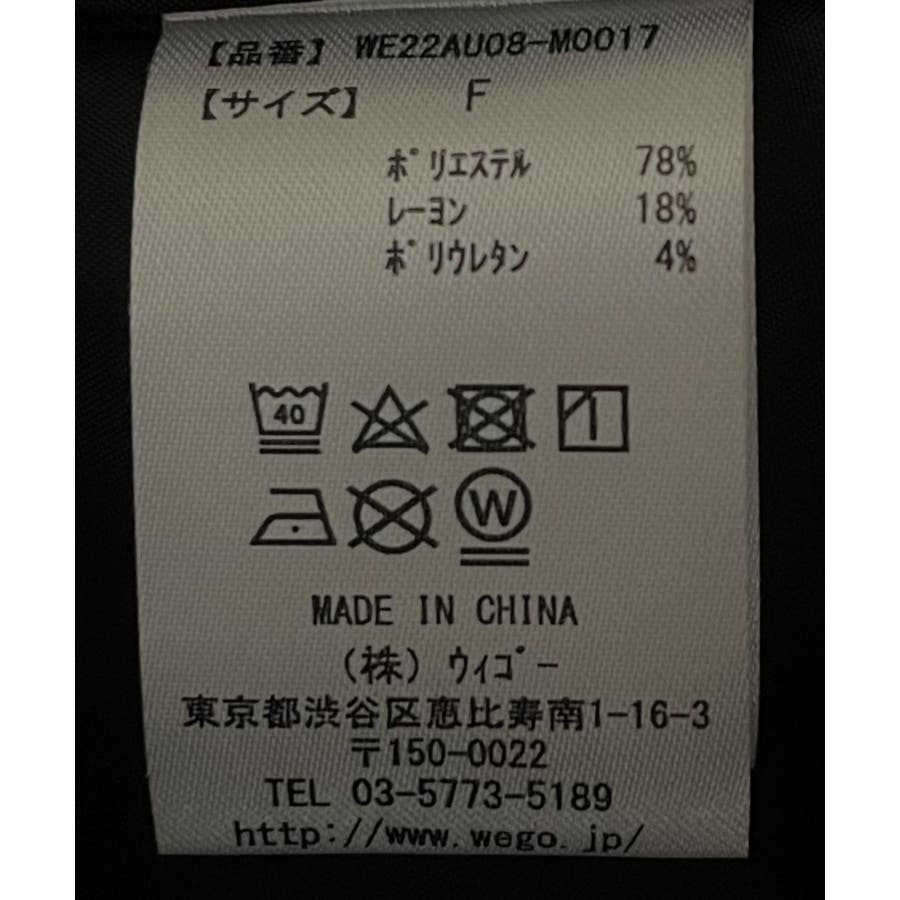 【品番】 WE22AU08-M0017
【サイズ】 F
ポリエステル 78%
レーヨン 18%
ポリウレタン 4%
40
W
MADE IN CHINA
(株)ウィゴー
東京都渋谷区恵比寿南1-16-3
〒150-0022
TEL 03-5773-5189
http://www.wego.jp/